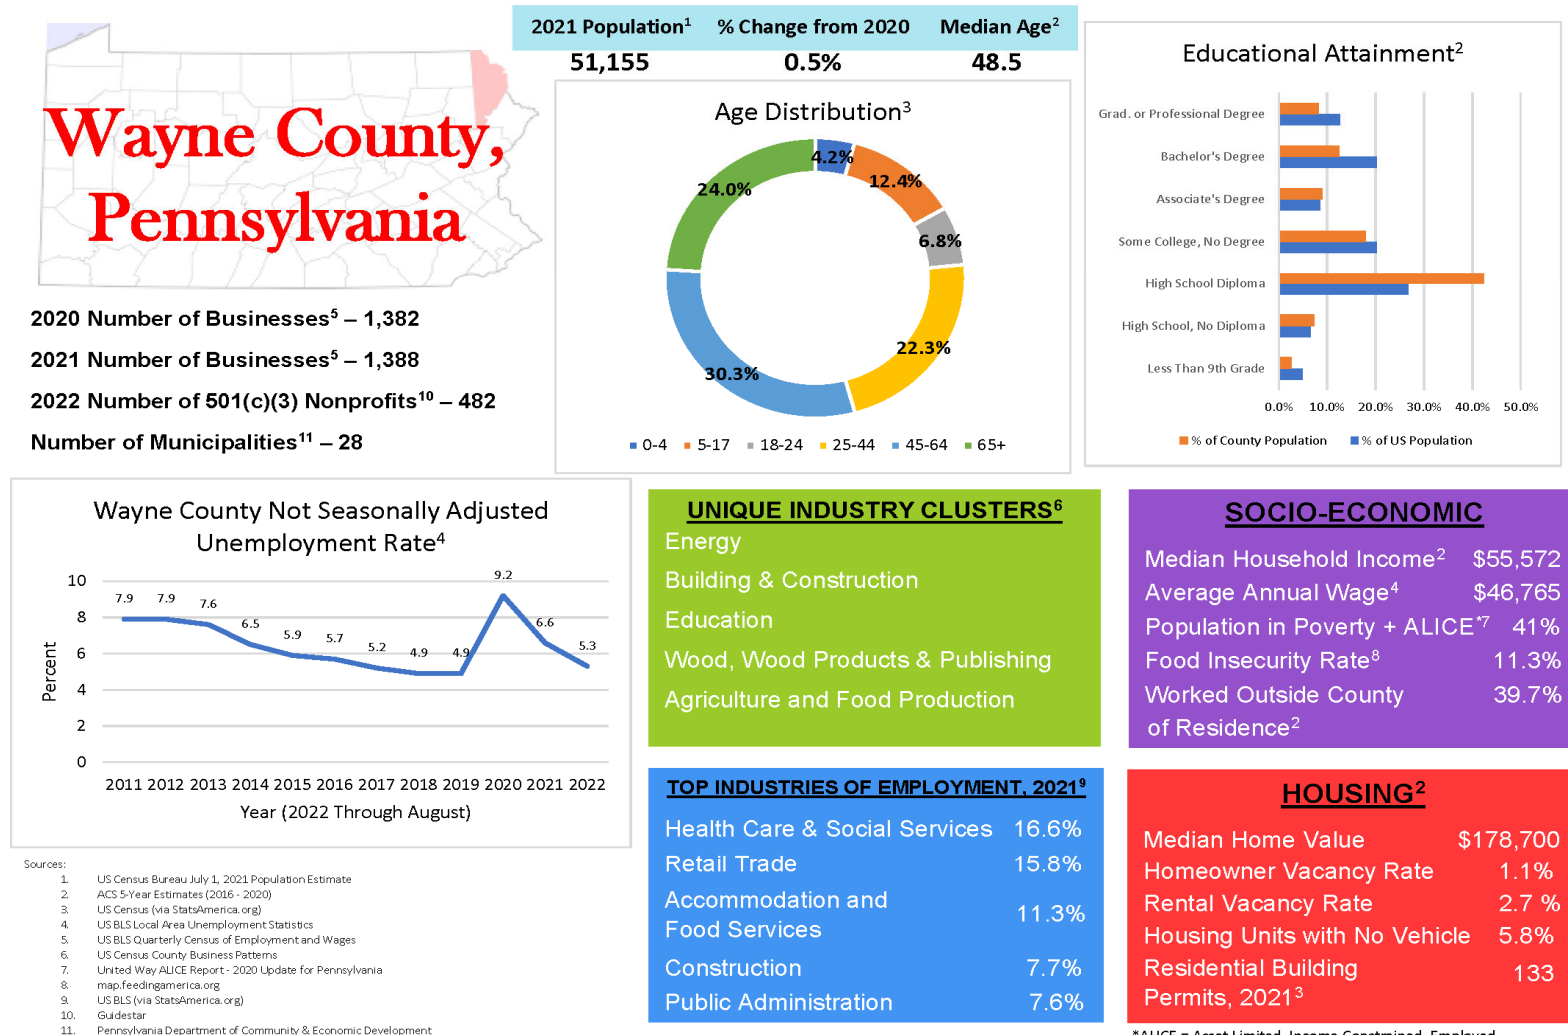 Wayne County,
Pennsylvania
2020 Number of Businesses⁵ – 1,382
2021 Number of Businesses⁵ – 1,388
2022 Number of 501(c)(3) Nonprofits¹⁰ – 482
Number of Municipalities¹¹ – 28
2021 Population¹ % Change from 2020 Median Age²
51,155 0.5% 48.5
Age Distribution³
4.2%
12.4%
6.8%
22.3%
30.3%
24.0%
0-4 5-17 18-24 25-44 45-64 65+
Educational Attainment²
Grad. or Professional Degree
Bachelor's Degree
Associate's Degree
Some College, No Degree
High School Diploma
High School, No Diploma
Less Than 9th Grade
0.0% 10.0% 20.0% 30.0% 40.0% 50.0%
% of County Population % of US Population
Wayne County Not Seasonally Adjusted
Unemployment Rate⁴
Percent
10
8
6
4
2
0
7.9 7.9 7.6 6.5 5.9 5.7 5.2 4.9 4.9 9.2 6.6 5.3
2011 2012 2013 2014 2015 2016 2017 2018 2019 2020 2021 2022
Year (2022 Through August)
UNIQUE INDUSTRY CLUSTERS⁶
Energy
Building & Construction
Education
Wood, Wood Products & Publishing
Agriculture and Food Production
SOCIO-ECONOMIC
Median Household Income² $55,572
Average Annual Wage⁴ $46,765
Population in Poverty + ALICE*⁷ 41%
Food Insecurity Rate⁸ 11.3%
Worked Outside County 39.7%
of Residence²
TOP INDUSTRIES OF EMPLOYMENT, 2021⁹
Health Care & Social Services 16.6%
Retail Trade 15.8%
Accommodation and
Food Services 11.3%
Construction 7.7%
Public Administration 7.6%
HOUSING²
Median Home Value $178,700
Homeowner Vacancy Rate 1.1%
Rental Vacancy Rate 2.7 %
Housing Units with No Vehicle 5.8%
Residential Building
Permits, 2021³ 133
*ALICE = Asset Limited, Income Constrained, Employed
Sources:
1. US Census Bureau July 1, 2021 Population Estimate
2. ACS 5-Year Estimates (2016 - 2020)
3. US Census (via StatsAmerica.org)
4. US BLS Local Area Unemployment Statistics
5. US BLS Quarterly Census of Employment and Wages
6. US Census County Business Patterns
7. United Way ALICE Report - 2020 Update for Pennsylvania
8. map.feedingamerica.org
9. US BLS (via StatsAmerica.org)
10. Guidestar
11. Pennsylvania Department of Community & Economic Development